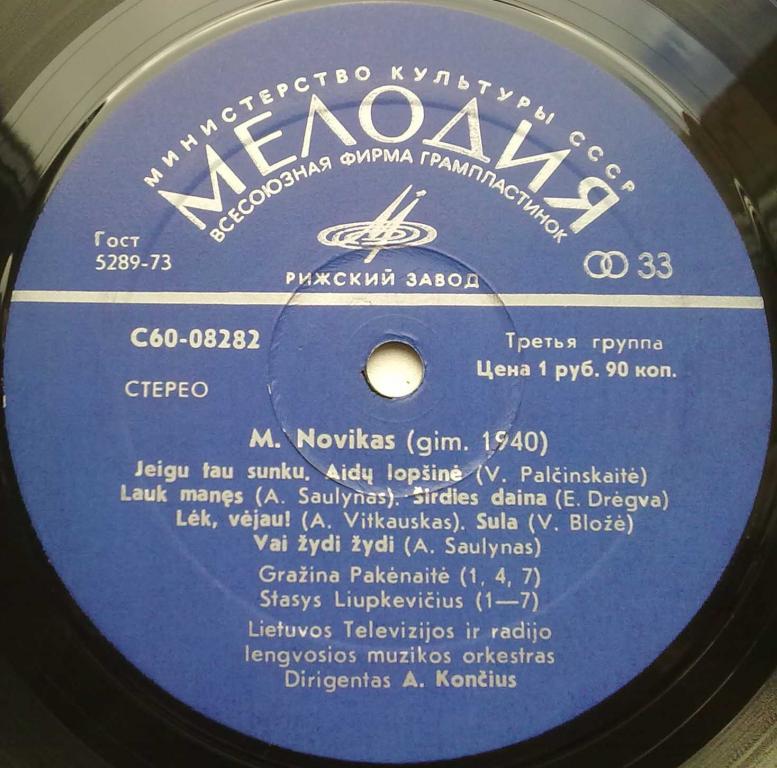 МИНИСТЕРСТВО КУЛЬТУРЫ СССР
МЕЛОДИЯ
ВСЕСОЮЗНАЯ ФИРМА ГРАМПЛАСТИНОК
Гост
5289-73
33
РИЖСКИЙ ЗАВОД
С60-08282
Третья группа
Цена 1 руб. 90 коп.
СТЕРЕО
M. Novikas (gim. 1940)
Jeigu tau sunku. Aidų lopšinė (V. Palčinskaitė)
Lauk manęs (A. Saulynas). Širdies daina (E. Drėgva)
Lėk, vėjau! (A. Vitkauskas). Sula (V. Bložė)
Vai žydi žydi (A. Saulynas)
Gražina Pakėnaitė (1, 4, 7)
Stasys Liupkevičius (1—7)
Lietuvos Televizijos ir radijo
lengvosios muzikos orkestras
Dirigentas A. Končius